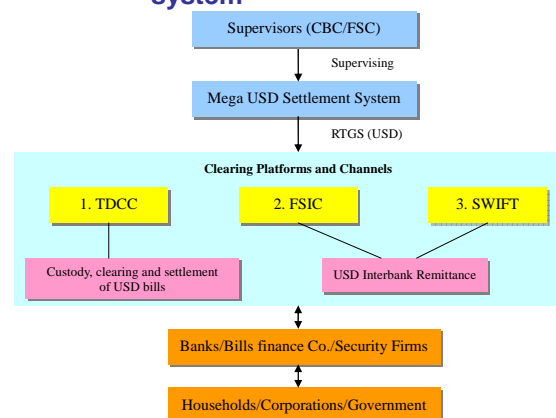 system
Supervisors (CBC/FSC)
Supervising
Mega USD Settlement System
RTGS (USD)
Clearing Platforms and Channels
1. TDCC
2. FSIC
3. SWIFT
Custody, clearing and settlement
of USD bills
USD Interbank Remittance
Banks/Bills finance Co./Security Firms
Households/Corporations/Government